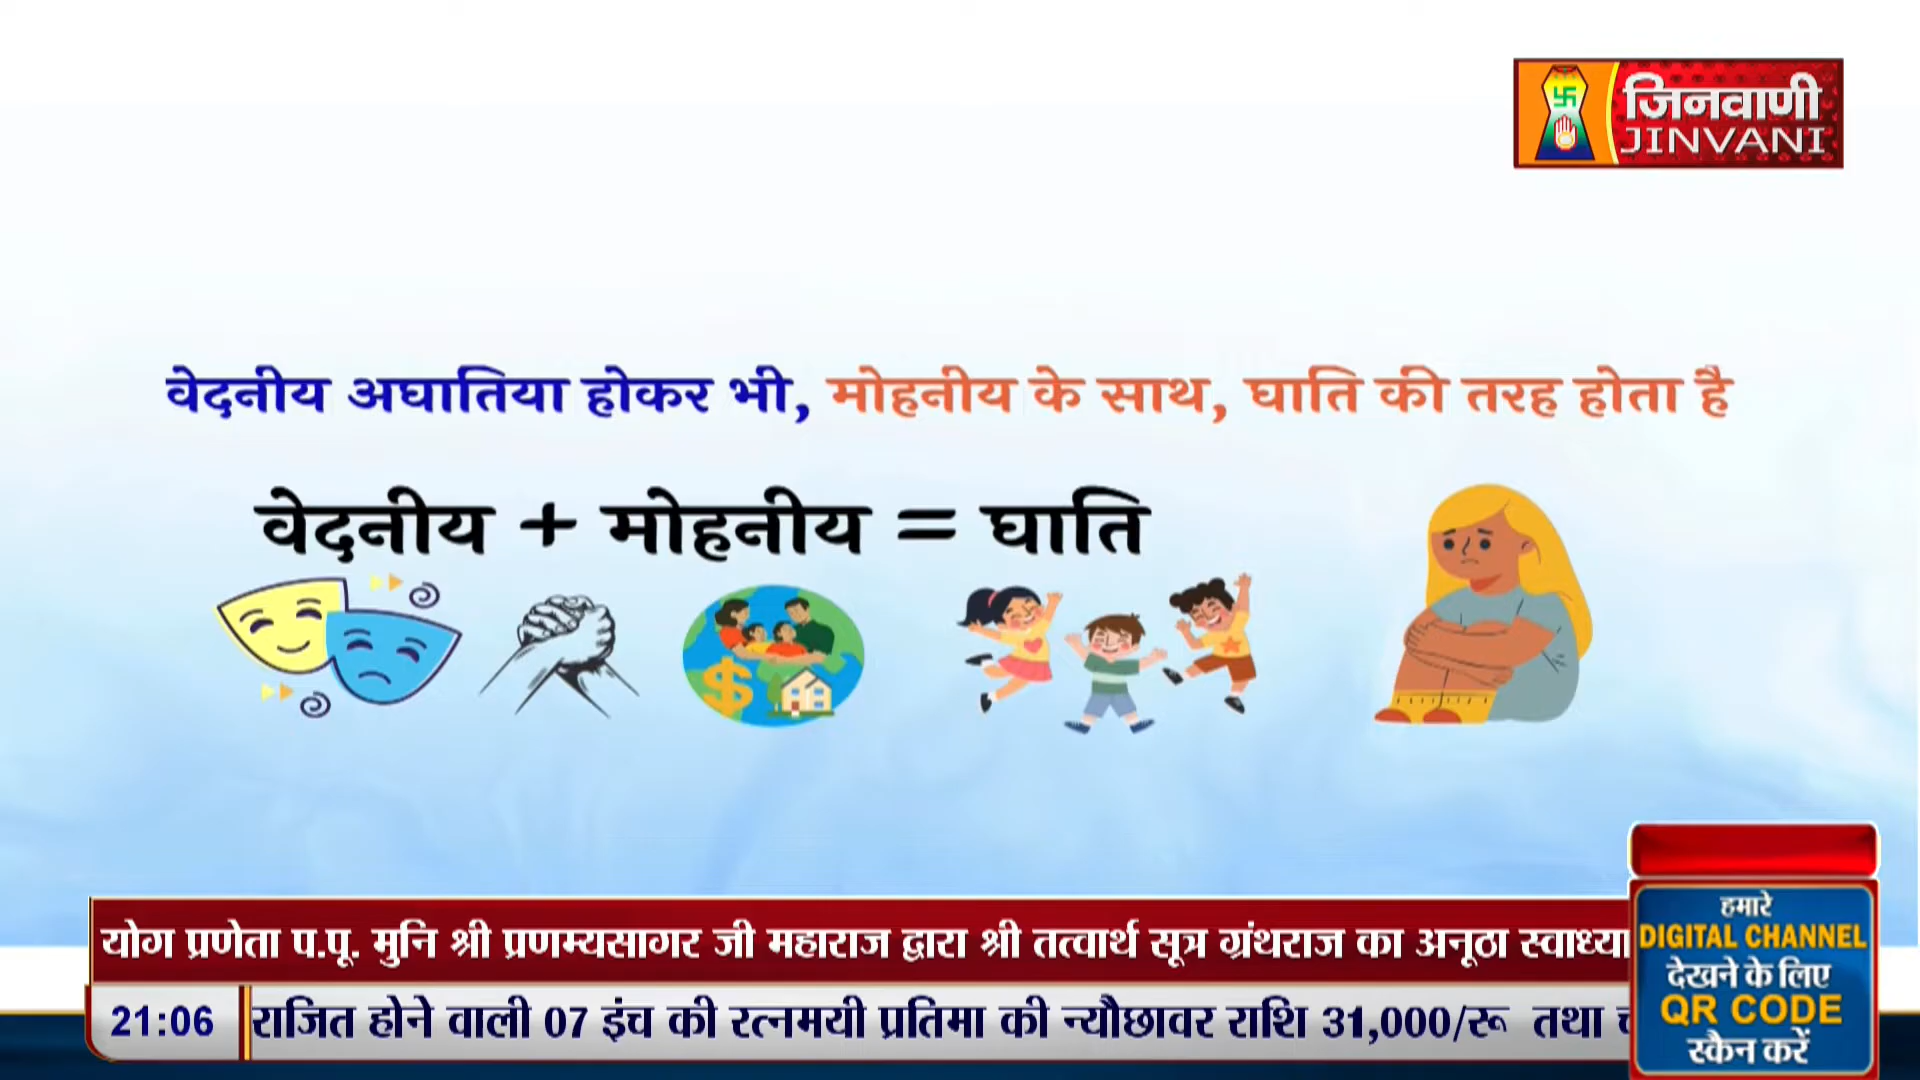 जिनवाणी
JINVANI
वेदनीय अघातिया होकर भी, मोहनीय के साथ, घाति की तरह होता है
वेदनीय + मोहनीय = घाति
योग प्रणेता प.पू. मुनि श्री प्रणम्यसागर जी महाराज द्वारा श्री तत्वार्थ सूत्र ग्रंथराज का अनूठा स्वाध्या
21:06
राजित होने वाली 07 इंच की रत्नमयी प्रतिमा की न्यौछावर राशि 31,000/रू तथा
हमारे
DIGITAL CHANNEL
देखने के लिए
QR CODE
स्कैन करें